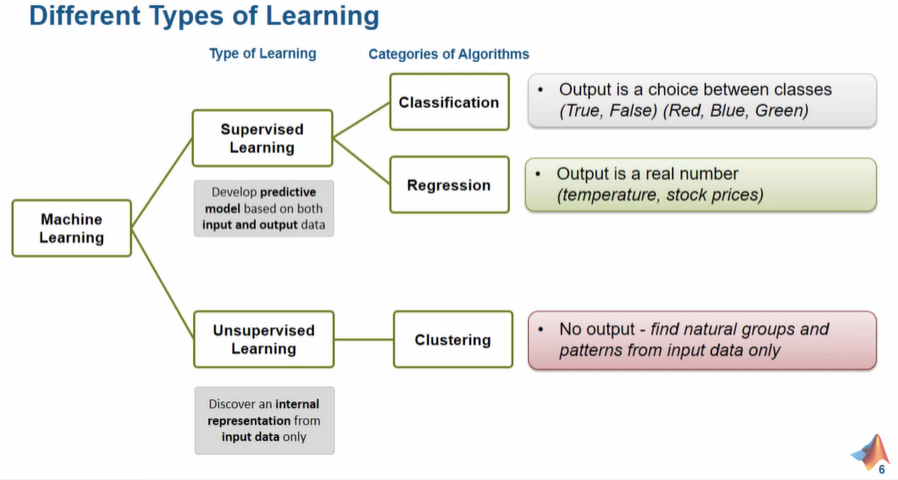 Different Types of Learning
Type of Learning
Categories of Algorithms
Machine
Learning
Supervised
Learning
Develop predictive
model based on both
input and output data
Classification
• Output is a choice between classes
(True, False) (Red, Blue, Green)
Regression
• Output is a real number
(temperature, stock prices)
Unsupervised
Learning
Discover an internal
representation from
input data only
Clustering
• No output - find natural groups and
patterns from input data only
6